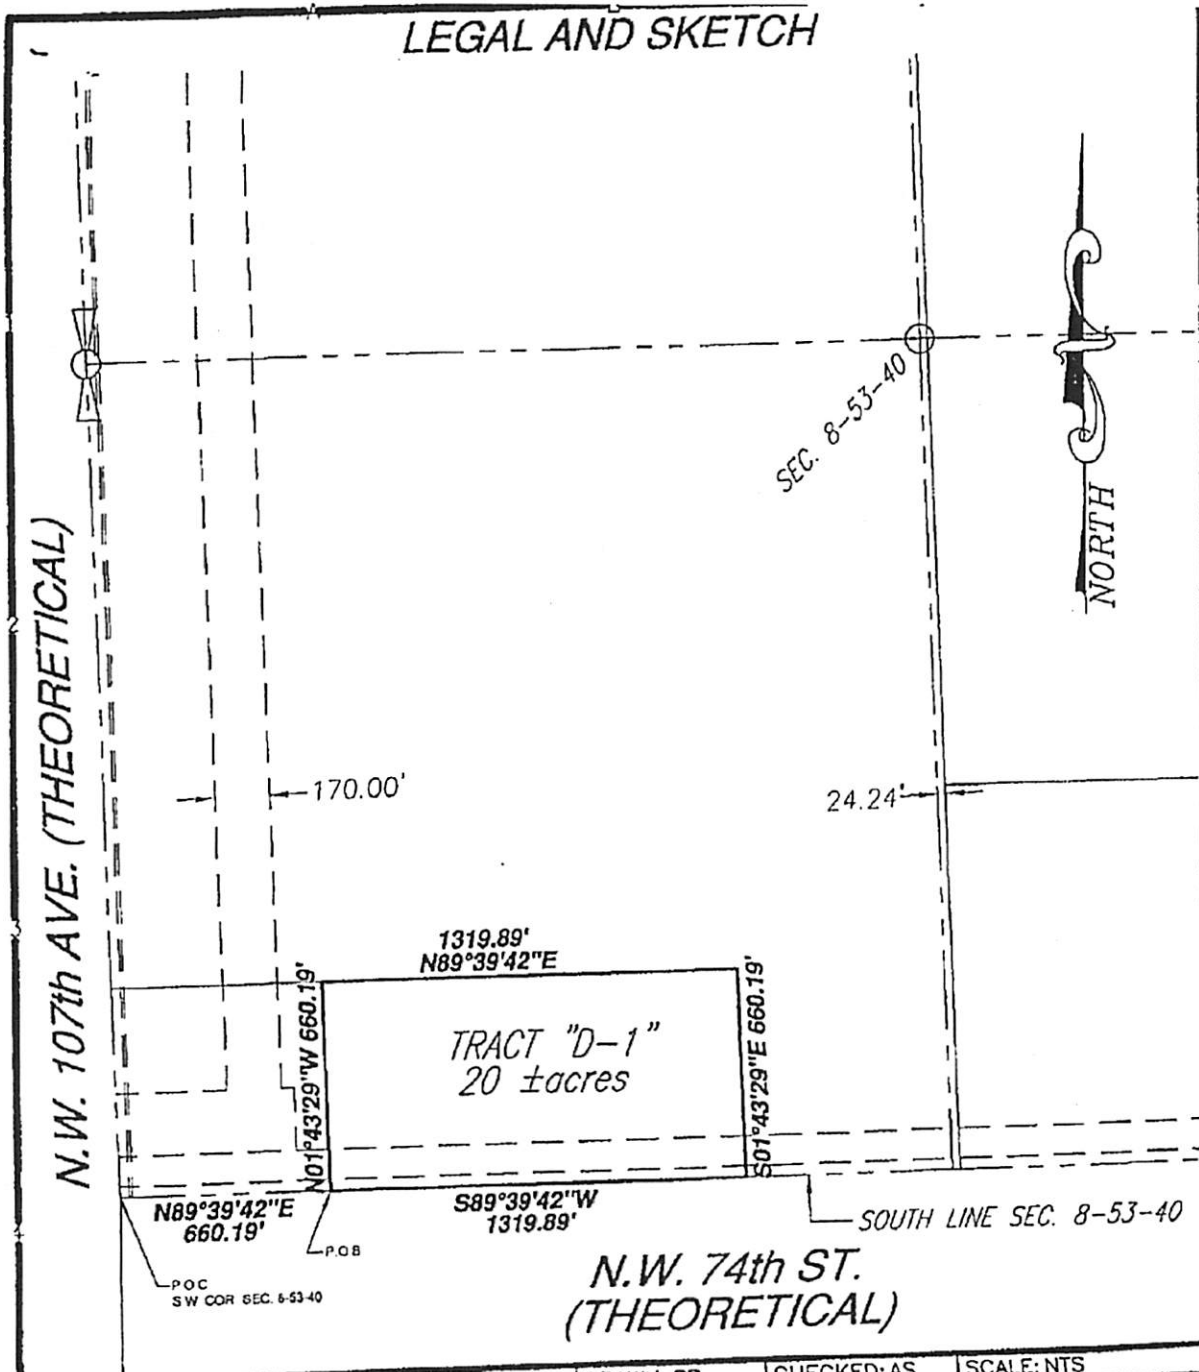 LEGAL AND SKETCH
SEC. 8-53-40
NORTH
N.W. 107th AVE. (THEORETICAL)
170.00'
24.24'
1319.89'
N89°39'42"E
N01°43'29"W 660.19'
TRACT "D-1"
20 ±acres
S01°43'29"E 660.19'
N89°39'42"E
660.19'
S89°39'42"W
1319.89'
SOUTH LINE SEC. 8-53-40
P.O.B
POC
SW COR SEC. 8-53-40
N.W. 74th ST.
(THEORETICAL)
CHECKED: AS
SCALE: NTS